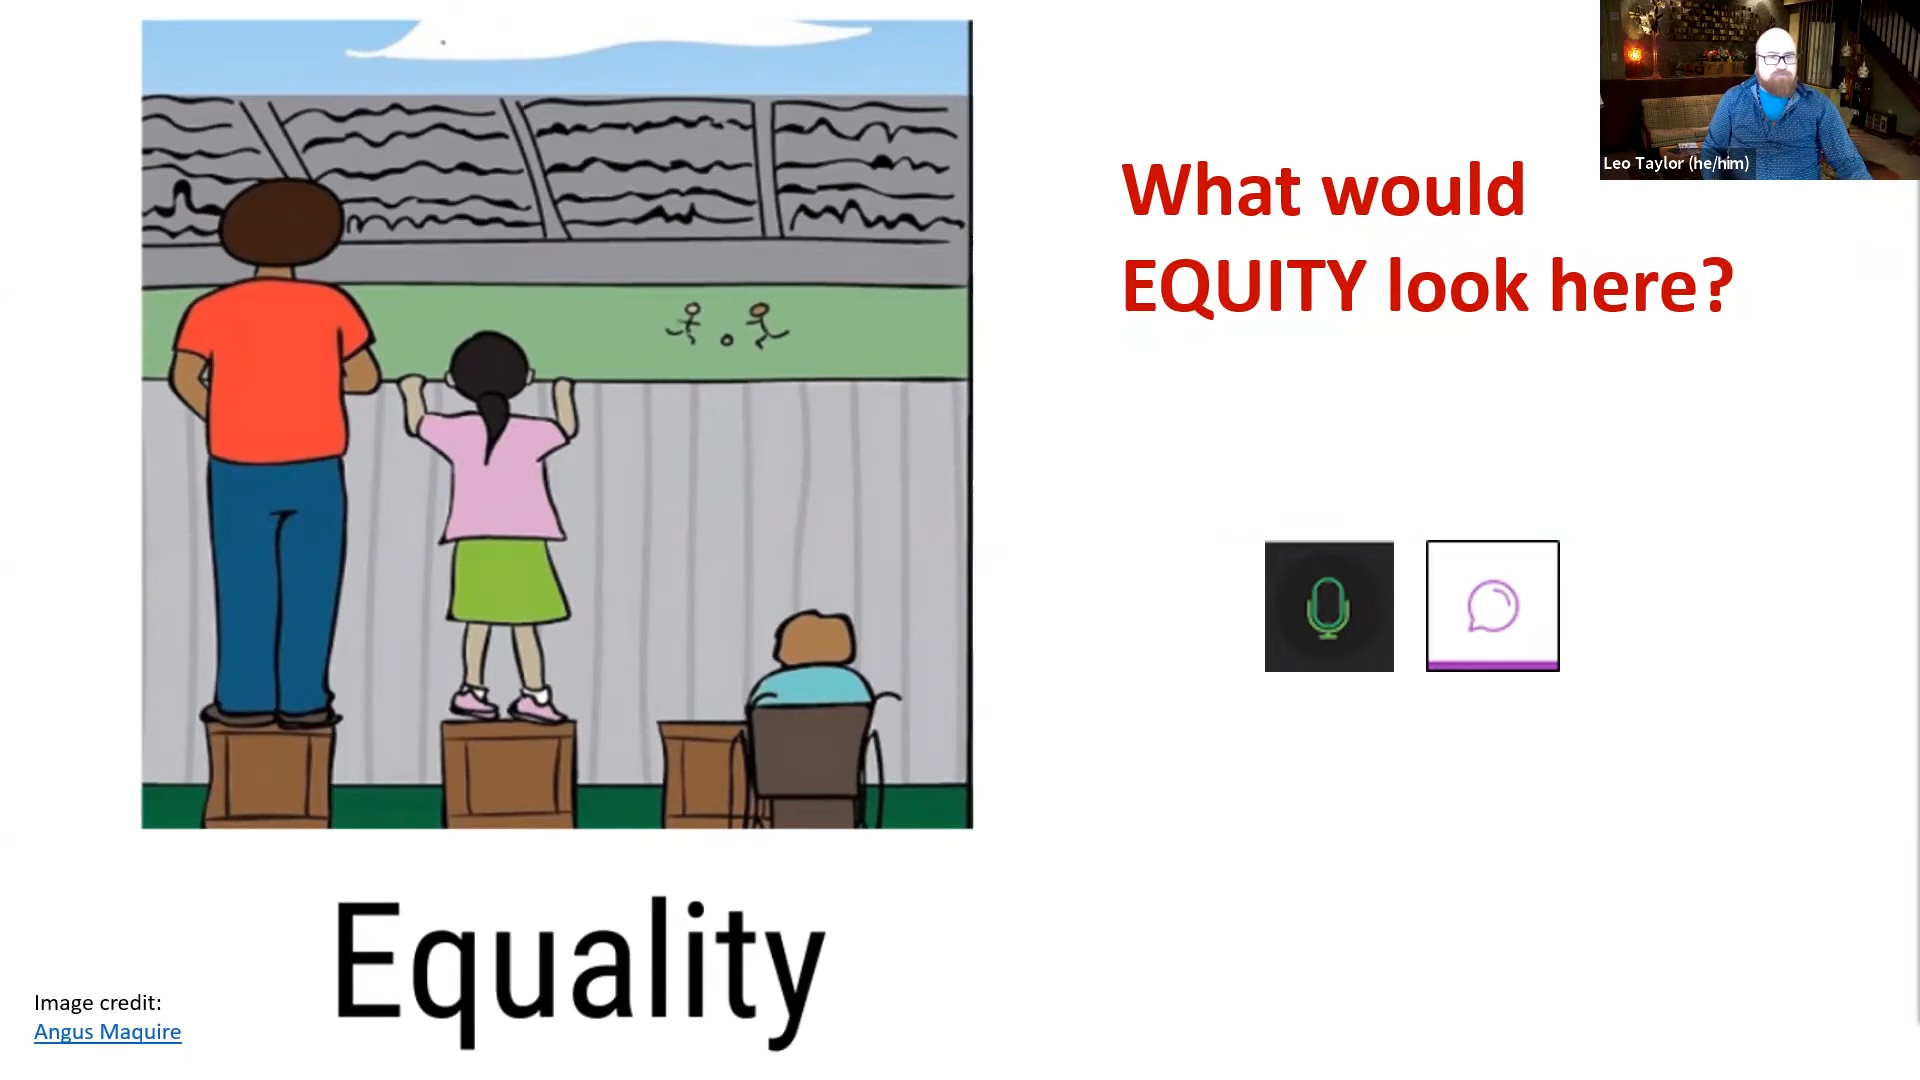 Leo Taylor (he/him)
What would
EQUITY look here?
Equality
Image credit:
Angus Maquire